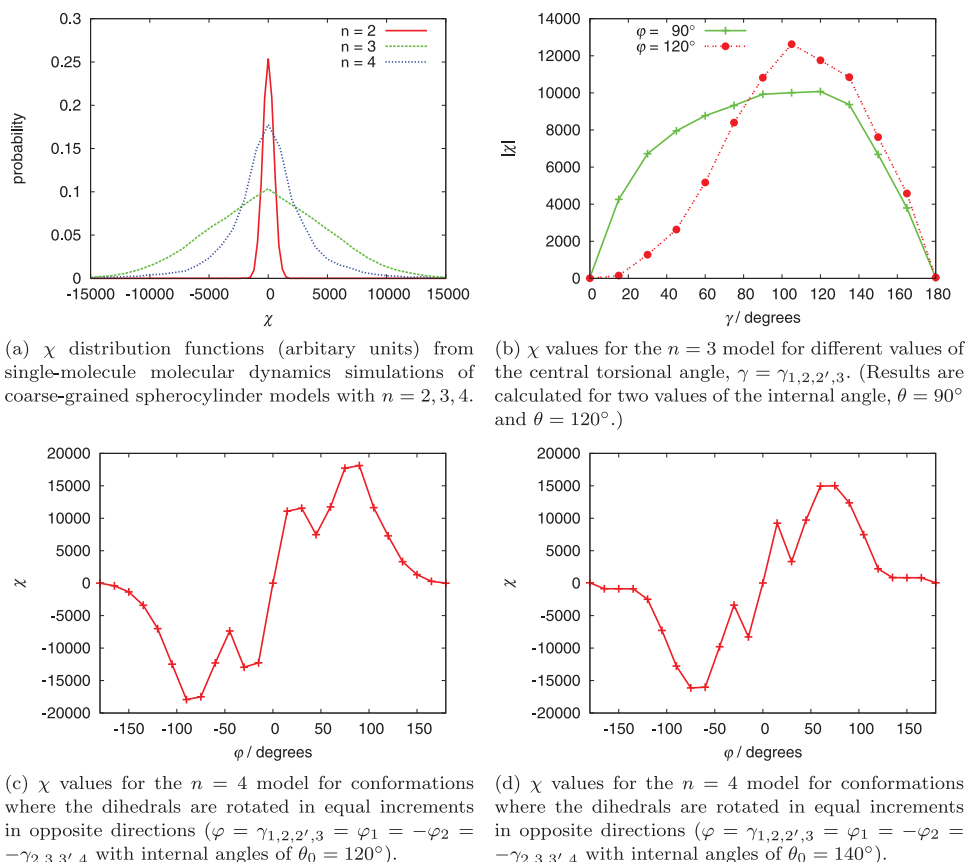 0.3
0.25
0.2
0.15
0.1
0.05
0
probability
n = 2
n = 3
n = 4
-15000 -10000 -5000 0 5000 10000 15000
χ
14000
12000
10000
8000
6000
4000
2000
0
|χ|
φ = 90°
φ = 120°
0 20 40 60 80 100 120 140 160 180
γ / degrees
(a) χ distribution functions (arbitary units) from
single-molecule molecular dynamics simulations of
coarse-grained spherocylinder models with n = 2, 3, 4.
(b) χ values for the n = 3 model for different values of
the central torsional angle, γ = γ1,2,2′,3. (Results are
calculated for two values of the internal angle, θ = 90°
and θ = 120°.)
20000
15000
10000
5000
0
-5000
-10000
-15000
-20000
χ
-150 -100 -50 0 50 100 150
φ / degrees
20000
15000
10000
5000
0
-5000
-10000
-15000
-20000
χ
-150 -100 -50 0 50 100 150
φ / degrees
(c) χ values for the n = 4 model for conformations
where the dihedrals are rotated in equal increments
in opposite directions (φ = γ1,2,2′,3 = φ1 = −φ2 =
−γ2,3,3′,4 with internal angles of θ0 = 120°).
(d) χ values for the n = 4 model for conformations
where the dihedrals are rotated in equal increments
in opposite directions (φ = γ1,2,2′,3 = φ1 = −φ2 =
−γ2,3,3′,4 with internal angles of θ0 = 140°).